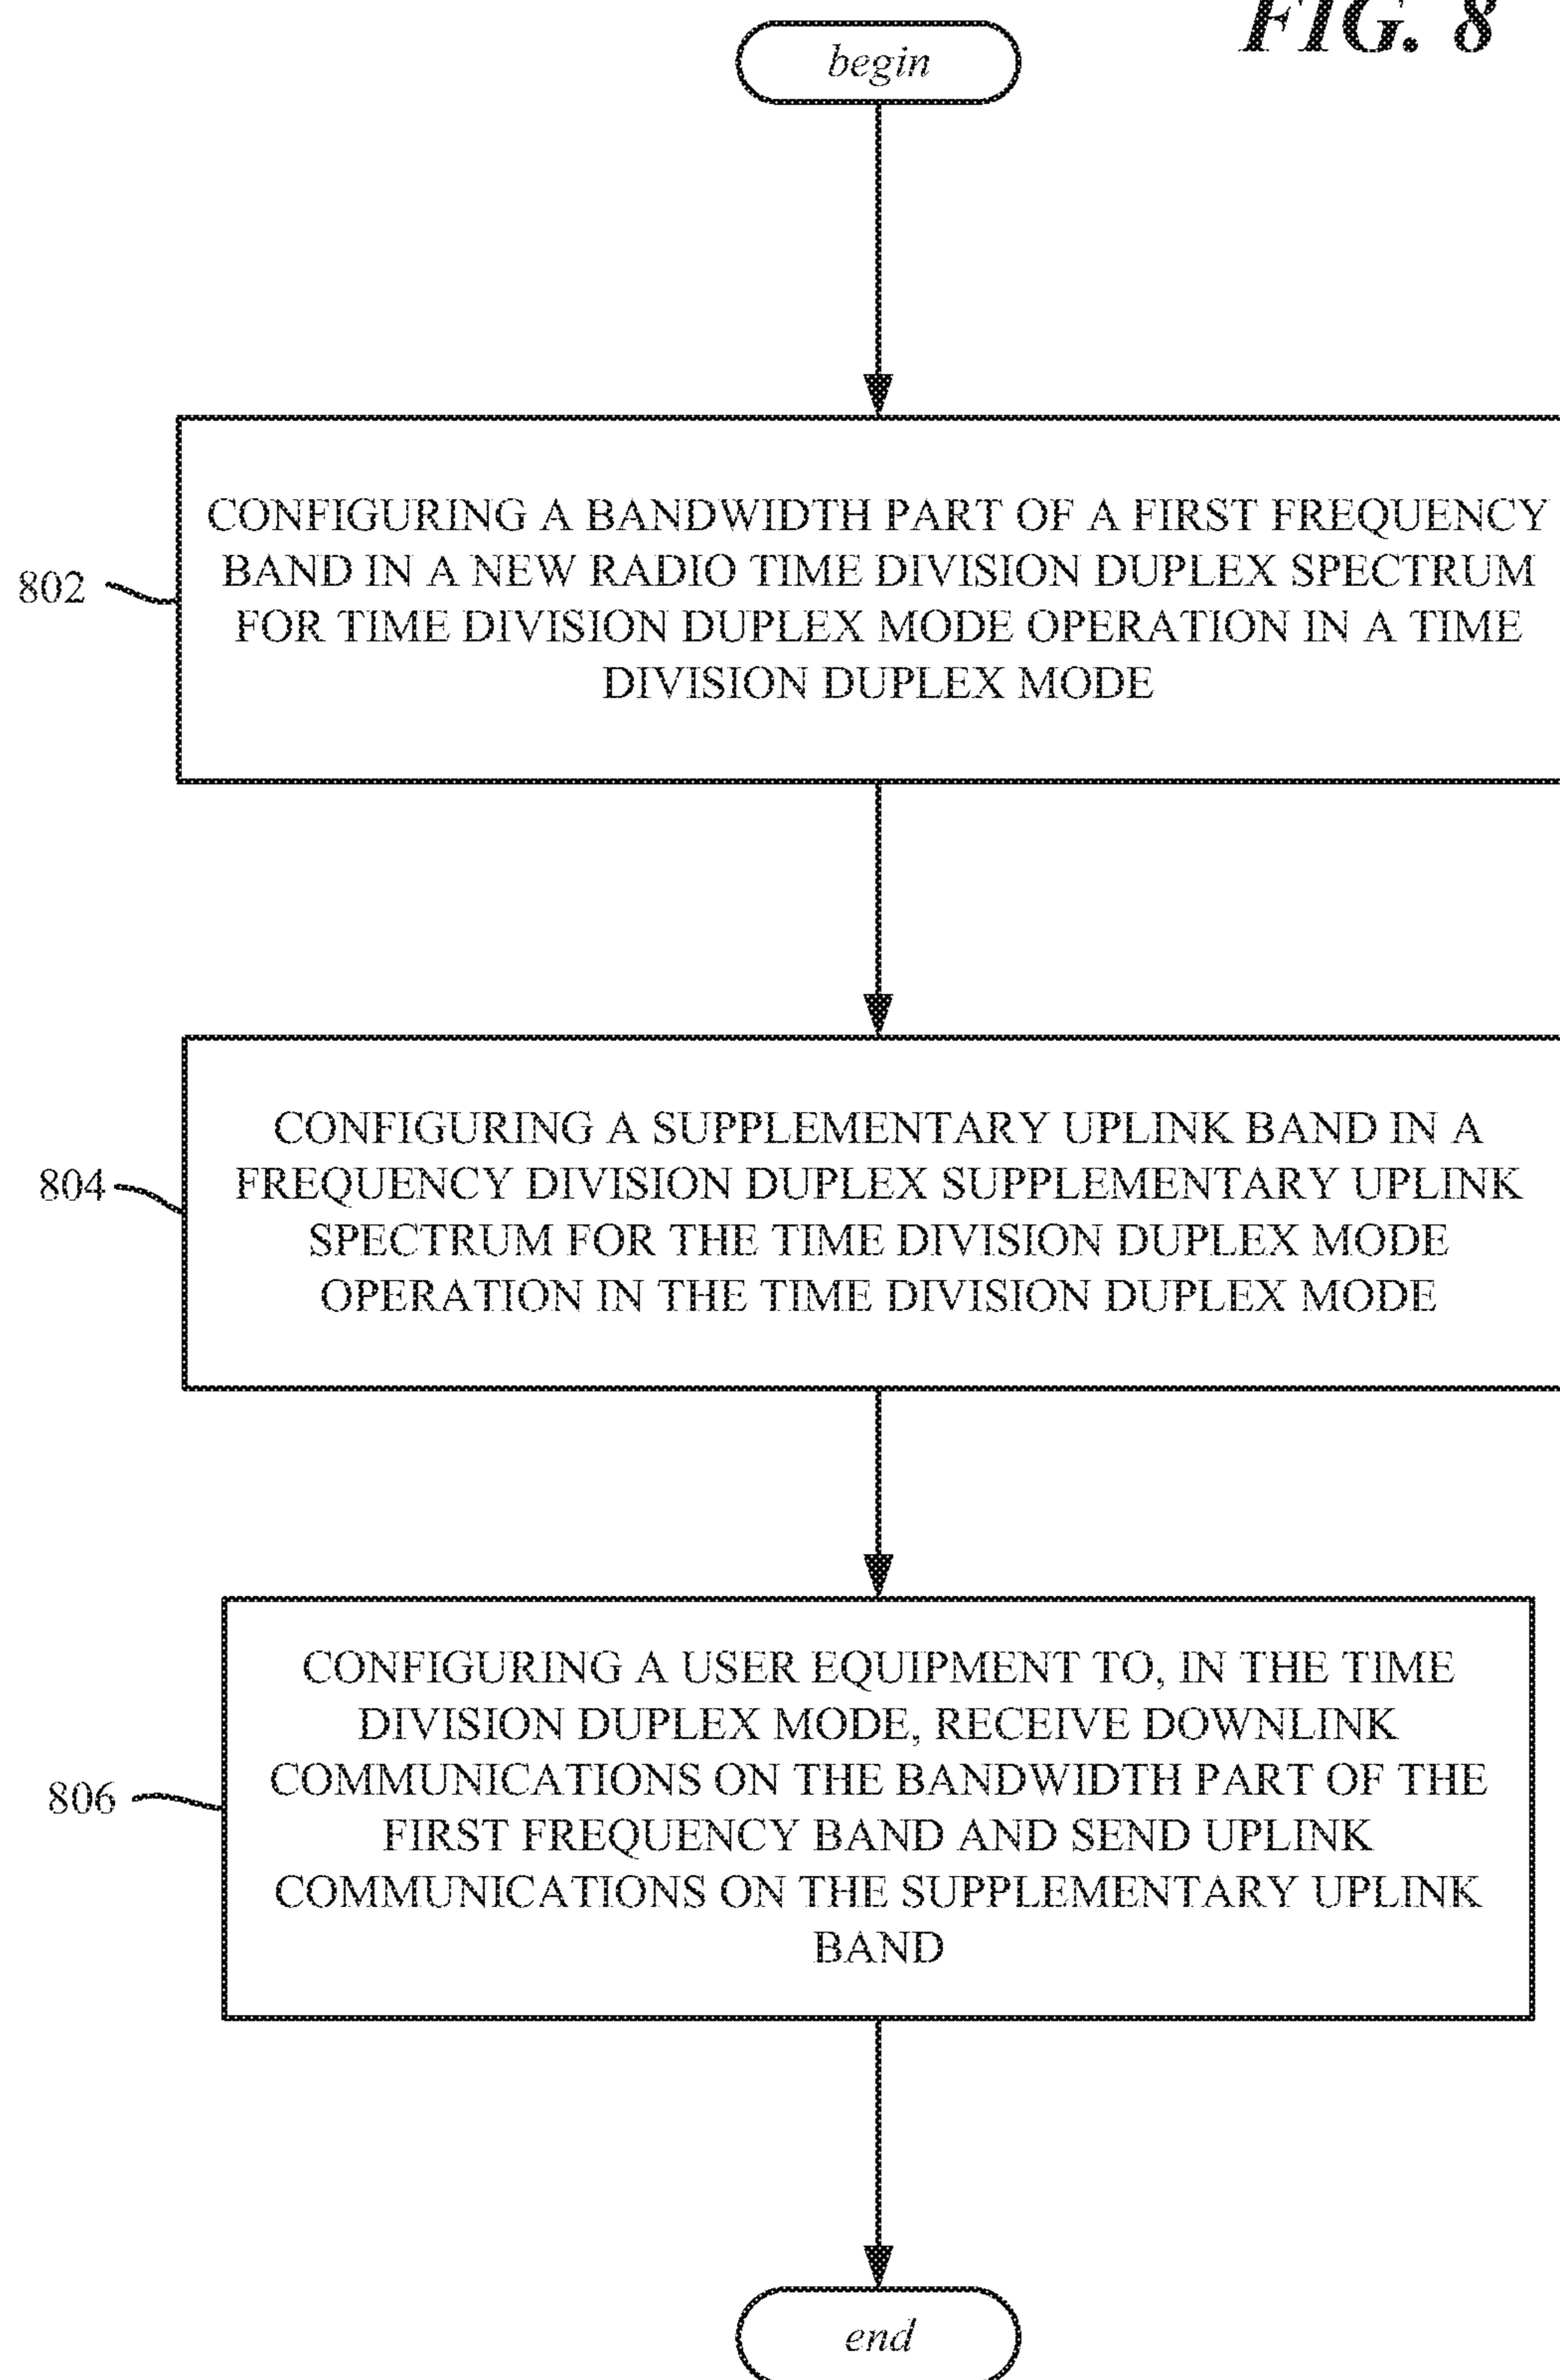 FIG. 8
begin
802
CONFIGURING A BANDWIDTH PART OF A FIRST FREQUENCY
BAND IN A NEW RADIO TIME DIVISION DUPLEX SPECTRUM
FOR TIME DIVISION DUPLEX MODE OPERATION IN A TIME
DIVISION DUPLEX MODE
804
CONFIGURING A SUPPLEMENTARY UPLINK BAND IN A
FREQUENCY DIVISION DUPLEX SUPPLEMENTARY UPLINK
SPECTRUM FOR THE TIME DIVISION DUPLEX MODE
OPERATION IN THE TIME DIVISION DUPLEX MODE
806
CONFIGURING A USER EQUIPMENT TO, IN THE TIME
DIVISION DUPLEX MODE, RECEIVE DOWNLINK
COMMUNICATIONS ON THE BANDWIDTH PART OF THE
FIRST FREQUENCY BAND AND SEND UPLINK
COMMUNICATIONS ON THE SUPPLEMENTARY UPLINK
BAND
end